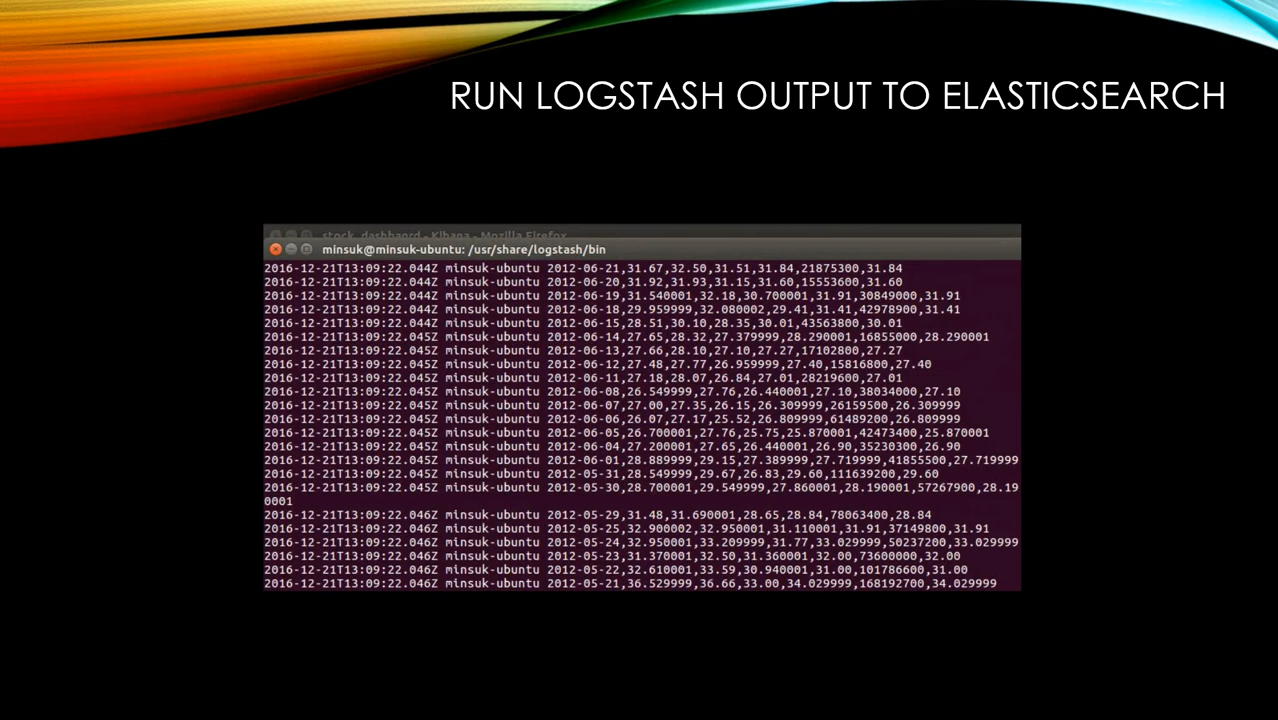 RUN LOGSTASH OUTPUT TO ELASTICSEARCH
stock_dashbaord - Kibana - Mozilla Firefox
minsuk@minsuk-ubuntu: /usr/share/logstash/bin
2016-12-21T13:09:22.044Z minsuk-ubuntu 2012-06-21,31.67,32.50,31.51,31.84,21875300,31.84
2016-12-21T13:09:22.044Z minsuk-ubuntu 2012-06-20,31.92,31.93,31.15,31.60,15553600,31.60
2016-12-21T13:09:22.044Z minsuk-ubuntu 2012-06-19,31.540001,32.18,30.700001,31.91,30849000,31.91
2016-12-21T13:09:22.044Z minsuk-ubuntu 2012-06-18,29.959999,32.080002,29.41,31.41,42978900,31.41
2016-12-21T13:09:22.044Z minsuk-ubuntu 2012-06-15,28.51,30.10,28.35,30.01,43563800,30.01
2016-12-21T13:09:22.045Z minsuk-ubuntu 2012-06-14,27.65,28.32,27.379999,28.290001,16855000,28.290001
2016-12-21T13:09:22.045Z minsuk-ubuntu 2012-06-13,27.66,28.10,27.10,27.27,17102800,27.27
2016-12-21T13:09:22.045Z minsuk-ubuntu 2012-06-12,27.48,27.77,26.959999,27.40,15816800,27.40
2016-12-21T13:09:22.045Z minsuk-ubuntu 2012-06-11,27.18,28.07,26.84,27.01,28219600,27.01
2016-12-21T13:09:22.045Z minsuk-ubuntu 2012-06-08,26.549999,27.76,26.440001,27.10,38034000,27.10
2016-12-21T13:09:22.045Z minsuk-ubuntu 2012-06-07,27.00,27.35,26.15,26.309999,26159500,26.309999
2016-12-21T13:09:22.045Z minsuk-ubuntu 2012-06-06,26.07,27.17,25.52,26.809999,61489200,26.809999
2016-12-21T13:09:22.045Z minsuk-ubuntu 2012-06-05,26.700001,27.76,25.75,25.870001,42473400,25.870001
2016-12-21T13:09:22.045Z minsuk-ubuntu 2012-06-04,27.200001,27.65,26.440001,26.90,35230300,26.90
2016-12-21T13:09:22.045Z minsuk-ubuntu 2012-06-01,28.889999,29.15,27.389999,27.719999,41855500,27.719999
2016-12-21T13:09:22.045Z minsuk-ubuntu 2012-05-31,28.549999,29.67,26.83,29.60,111639200,29.60
2016-12-21T13:09:22.045Z minsuk-ubuntu 2012-05-30,28.700001,29.549999,27.860001,28.190001,57267900,28.19
0001
2016-12-21T13:09:22.046Z minsuk-ubuntu 2012-05-29,31.48,31.690001,28.65,28.84,78063400,28.84
2016-12-21T13:09:22.046Z minsuk-ubuntu 2012-05-25,32.900002,32.950001,31.110001,31.91,37149800,31.91
2016-12-21T13:09:22.046Z minsuk-ubuntu 2012-05-24,32.950001,33.209999,31.77,33.029999,50237200,33.029999
2016-12-21T13:09:22.046Z minsuk-ubuntu 2012-05-23,31.370001,32.50,31.360001,32.00,73600000,32.00
2016-12-21T13:09:22.046Z minsuk-ubuntu 2012-05-22,32.610001,33.59,30.940001,31.00,101786600,31.00
2016-12-21T13:09:22.046Z minsuk-ubuntu 2012-05-21,36.529999,36.66,33.00,34.029999,168192700,34.029999